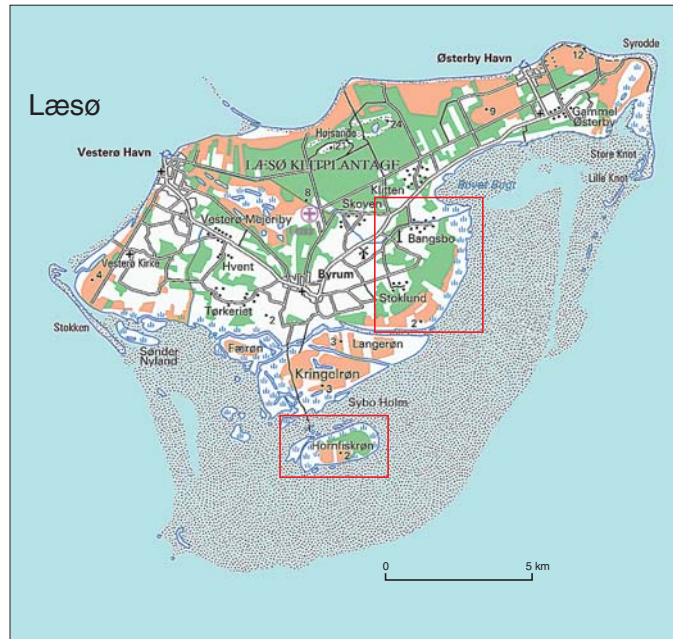 Læsø
Syrodde
Østerby Havn
12
9
Gammel
Østerby
24
Højsande
21
Vesterø Havn
LÆSØ KLITPLANTAGE
Store Knot
Lille Knot
Klitten
Bovet Bugt
8
Skoven
Vesterø-Mejeriby
Bangsbo
Vesterø Kirke
Hvent
Byrum
4
Stoklund
Tørkeriet
2
2
Stokken
Færøn
3
Langerøn
Sønder
Nyland
Kringelrøn
3
Sybo Holm
Hornfiskrøn
2
0
5 km